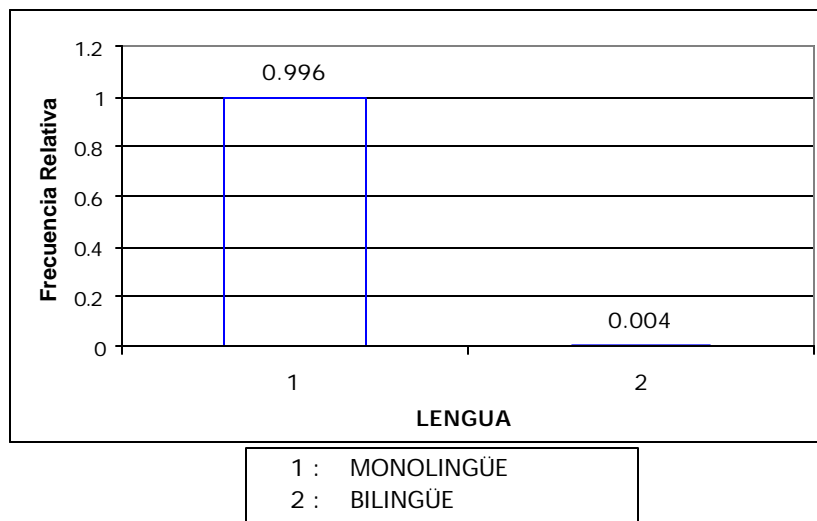 1.2
0.996
1
0.8
0.6
0.4
0.2
0.004
0
1 2
Frecuencia Relativa
LENGUA
1 : MONOLINGÜE
2 : BILINGÜE